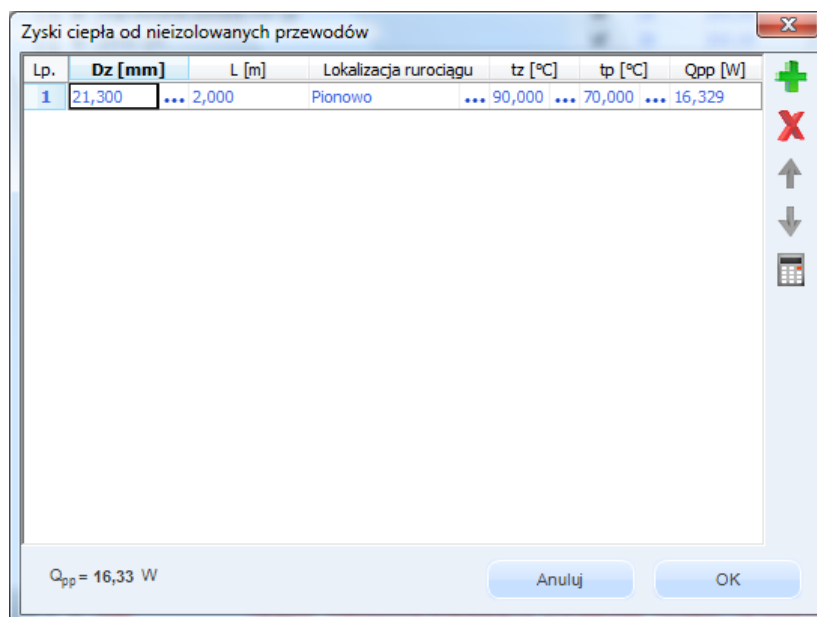 Zyski ciepła od nieizolowanych przewodów
Lp. Dz [mm] L [m] Lokalizacja rurociągu tz [°C] tp [°C] Qpp [W]
1 21,300 ... 2,000 Pionowo ... 90,000 ... 70,000 ... 16,329
Qpp = 16,33 W Anuluj OK